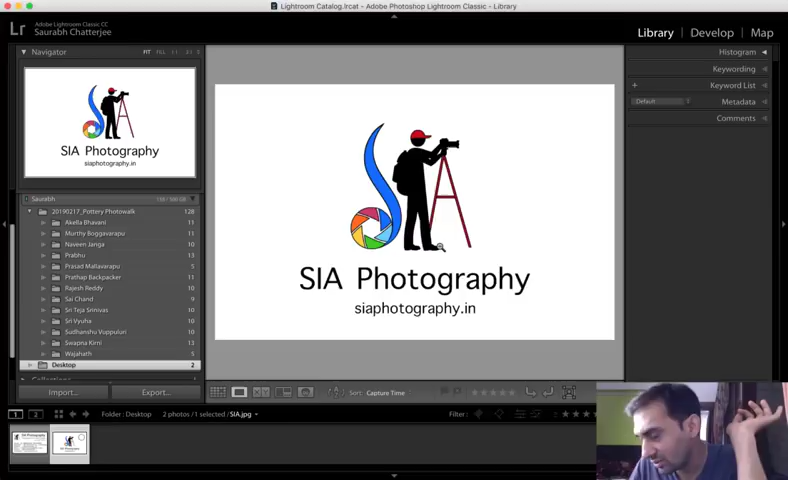 Lightroom Catalog.lrcat - Adobe Photoshop Lightroom Classic - Library
Lr
Adobe Lightroom Classic CC
Saurabh Chatterjee
Library
Develop
Map
Navigator
FIT
FILL
1:1
3:1
Histogram
Keywording
Keyword List
Default
Metadata
Comments
SIA Photography
siaphotography.in
SIA Photography
siaphotography.in
Saurabh
20190217_Pottery Photowalk 128
Akella Bhavani 11
Murthy Boggavarapu 11
Naveen Janga 10
Prabhu 13
Prasad Mallavarapu 5
Prathap Backpacker 11
Rajesh Reddy 10
Sai Chand 9
Sri Teja Srinivas 10
Sri Vyuha 10
Sudhanshu Vuppuluri 10
Swapna Kirni 13
Wajahath 5
Desktop 2
Import...
Export...
Sort: Capture Time
1
2
Folder : Desktop
2 photos / 1 selected / SIA.jpg
Filter :